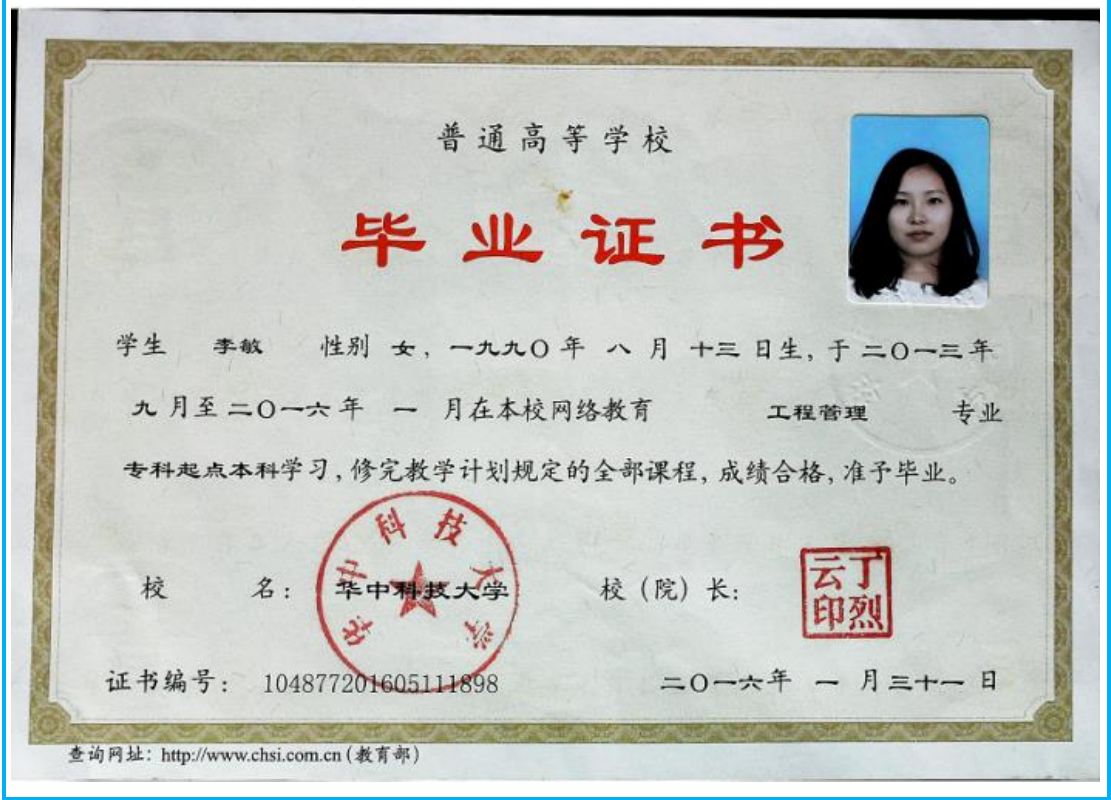 普通高等学校
毕业证书
学生 李敏 性别 女，一九九〇年 八 月 十三 日生，于二〇一三年
九 月至二〇一六年 一 月在本校网络教育 工程管理 专业
专科起点本科学习，修完教学计划规定的全部课程，成绩合格，准予毕业。
华中科技大学
校 名： 华中科技大学 校（院）长：
丁烈云印
证书编号： 104877201605111898 二〇一六年 一 月三十一日
查询网址：http://www.chsi.com.cn（教育部）